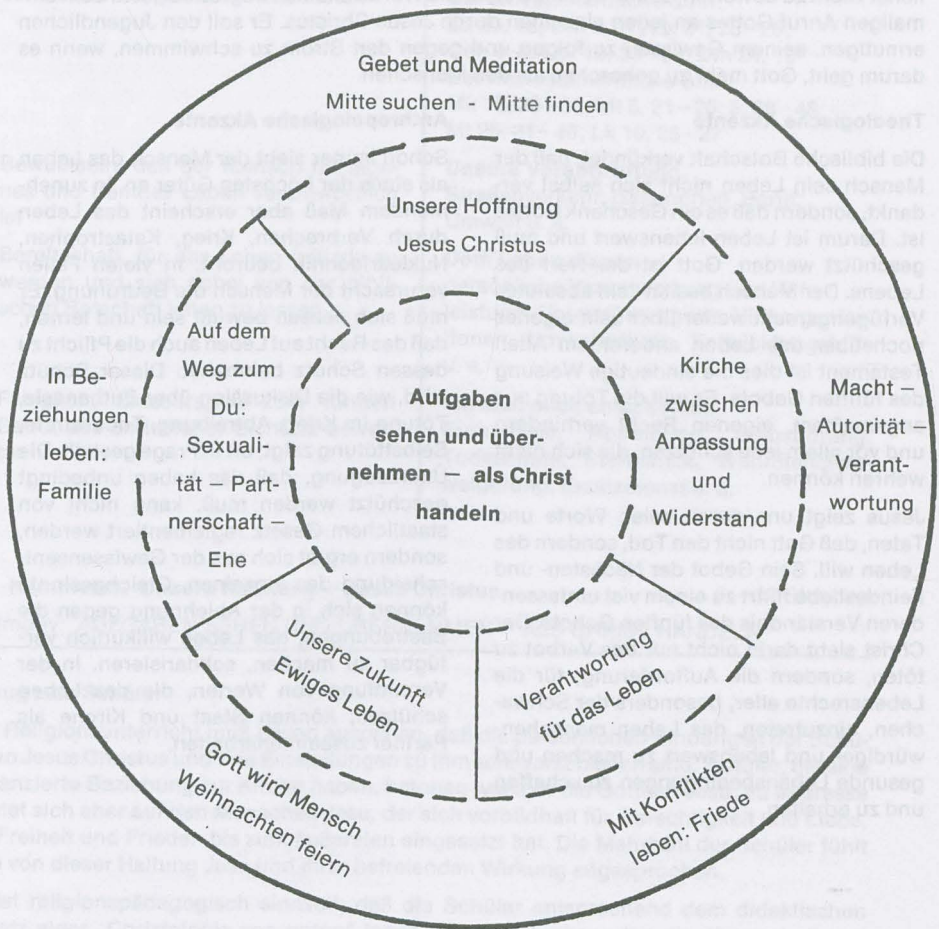 Gebet und Meditation
Mitte suchen - Mitte finden
Unsere Hoffnung
Jesus Christus
In Be-
ziehungen
leben:
Familie
Auf dem
Weg zum
Du:
Sexuali-
tät – Part-
nerschaft –
Ehe
Aufgaben
sehen und über-
nehmen — als Christ
handeln
Kirche
zwischen
Anpassung
und
Widerstand
Macht –
Autorität –
Verant-
wortung
Unsere Zukunft:
Ewiges Leben
Verantwortung
für das Leben
Gott wird Mensch
Weihnachten feiern
Mit Konflikten
leben: Friede